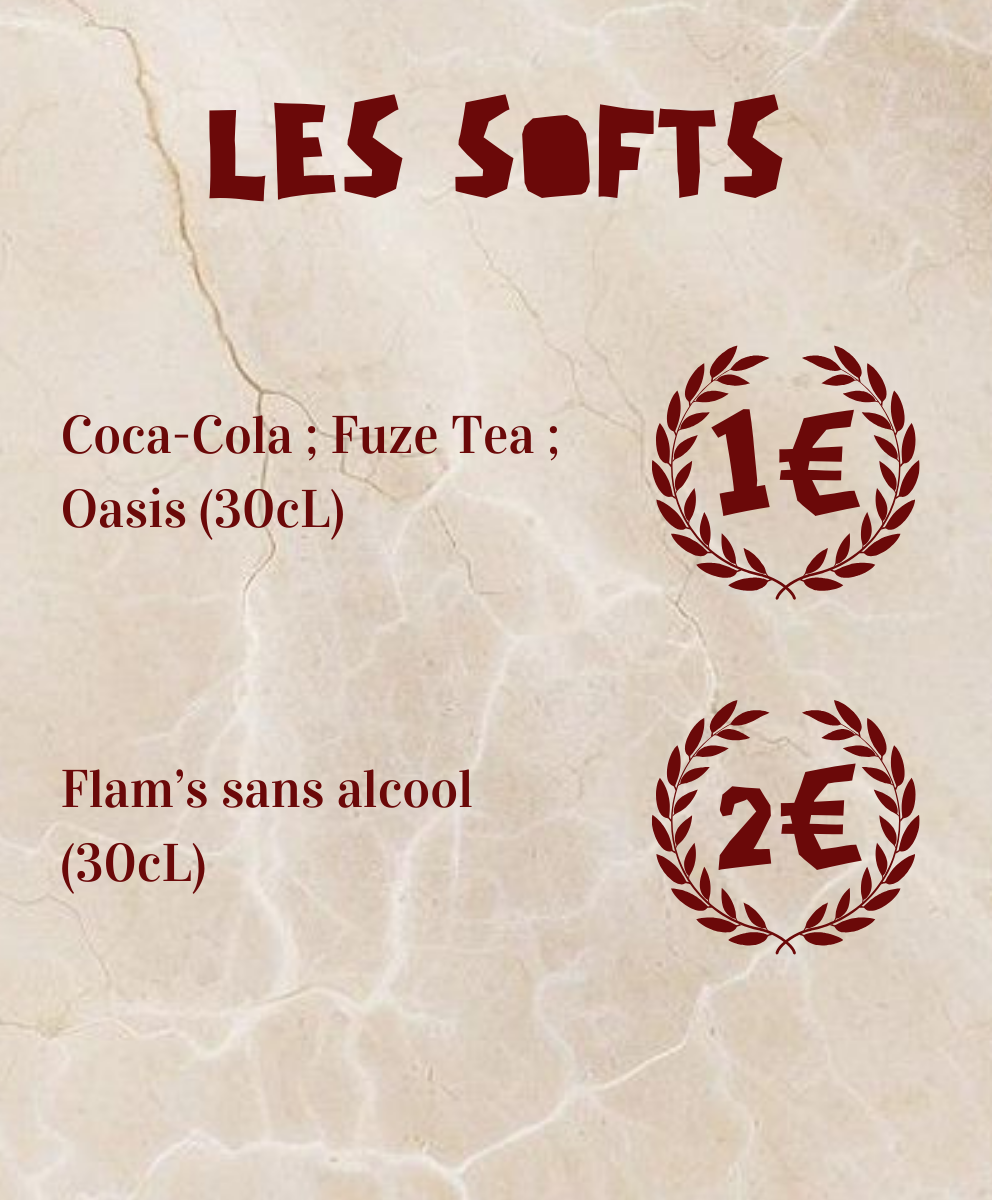 LES SOFTS
Coca-Cola ; Fuze Tea ;
Oasis (30cL)
1€
Flam’s sans alcool
(30cL)
2€